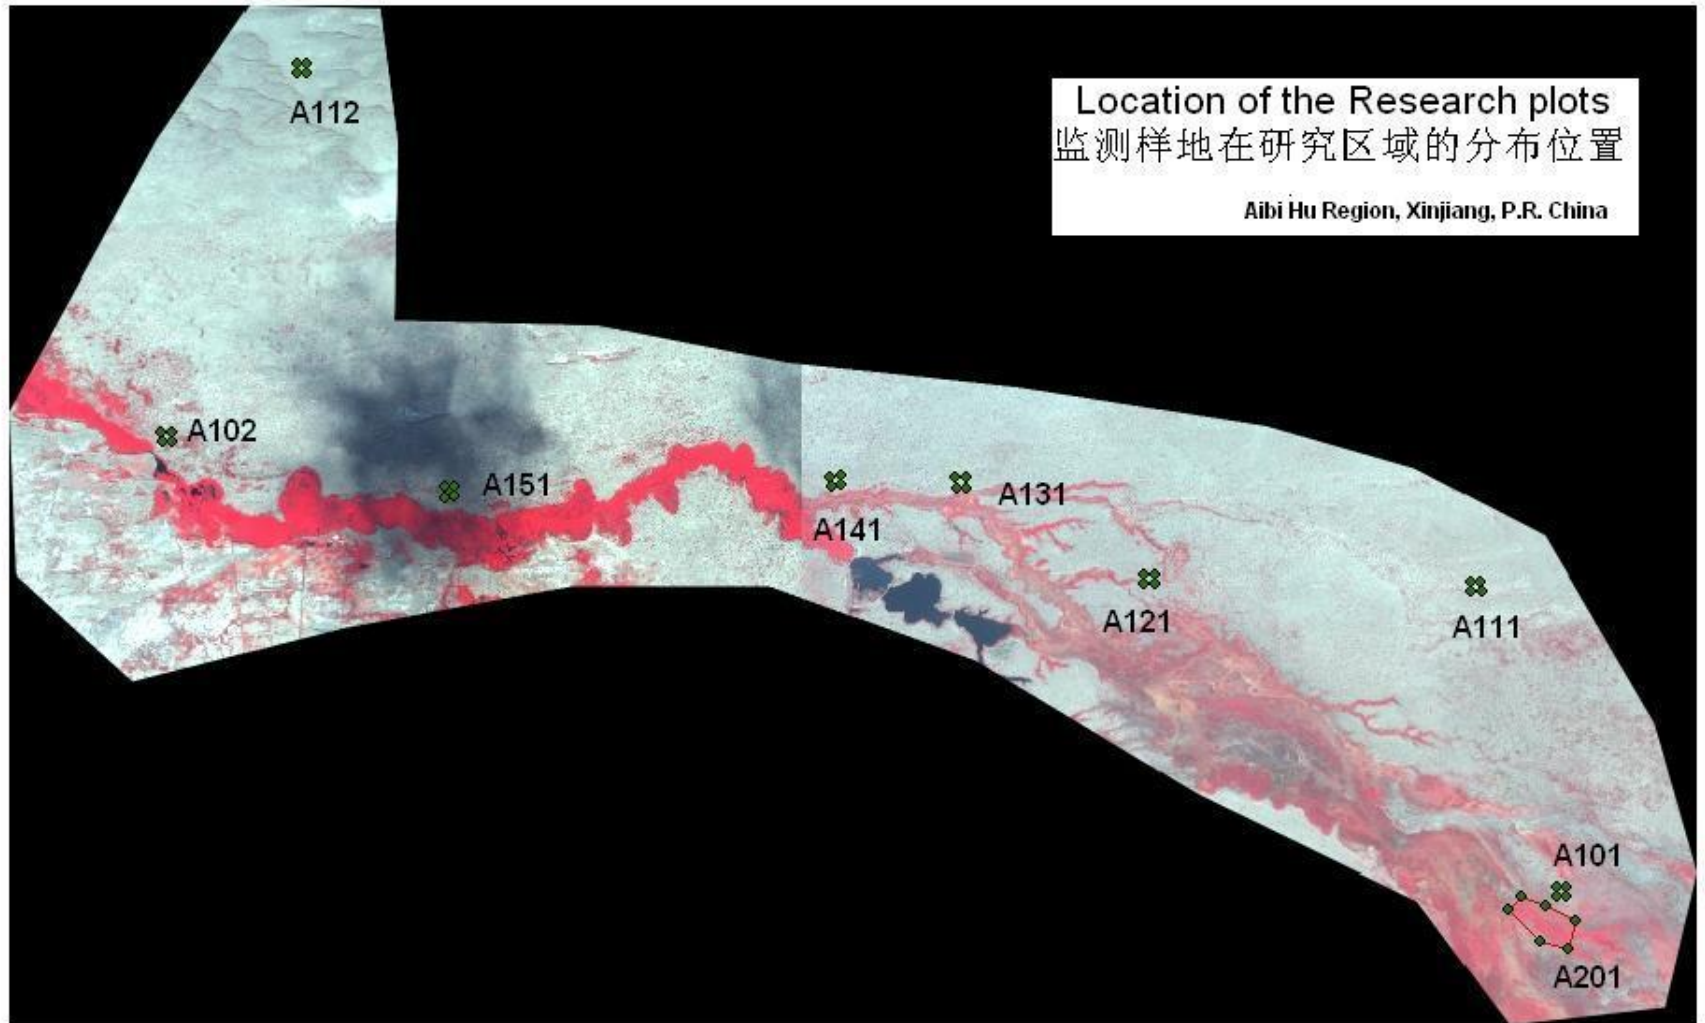 Location of the Research plots
监测样地在研究区域的分布位置
Aibi Hu Region, Xinjiang, P.R. China
A112
A102
A151
A131
A141
A121
A111
A101
A201